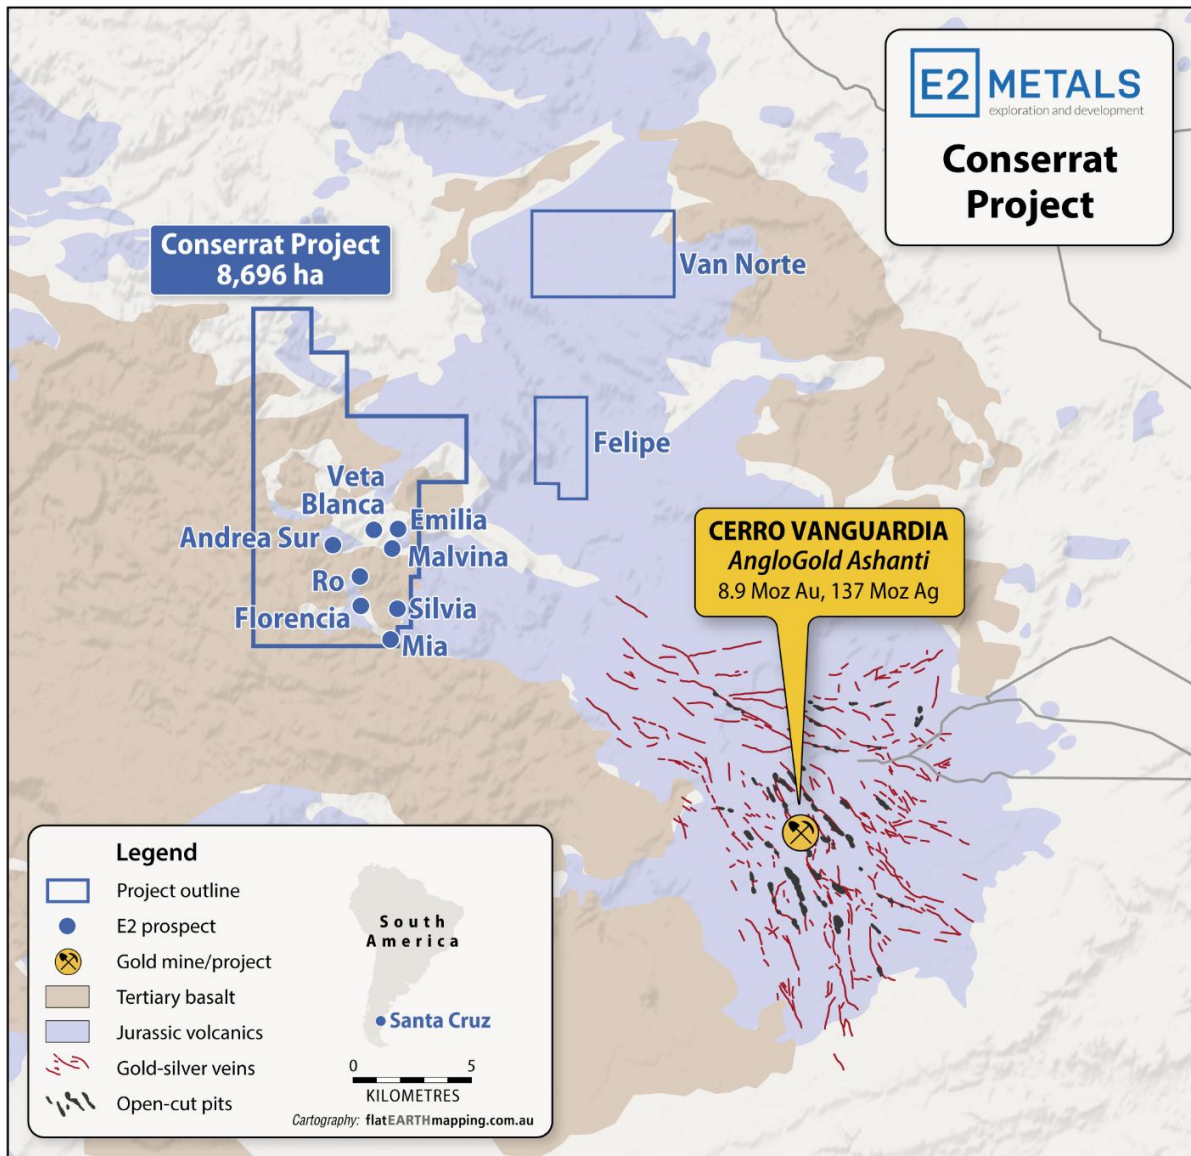 E2 METALS
exploration and development
Conserrat
Project
Conserrat Project
8,696 ha
Van Norte
Felipe
Veta
Blanca
Emilia
Andrea Sur
Malvina
Ro
Florencia
Silvia
Mia
CERRO VANGUARDIA
AngloGold Ashanti
8.9 Moz Au, 137 Moz Ag
Legend
Project outline
E2 prospect
Gold mine/project
Tertiary basalt
Jurassic volcanics
Gold-silver veins
Open-cut pits
South
America
Santa Cruz
0 5
KILOMETRES
Cartography: flatEARTHmapping.com.au